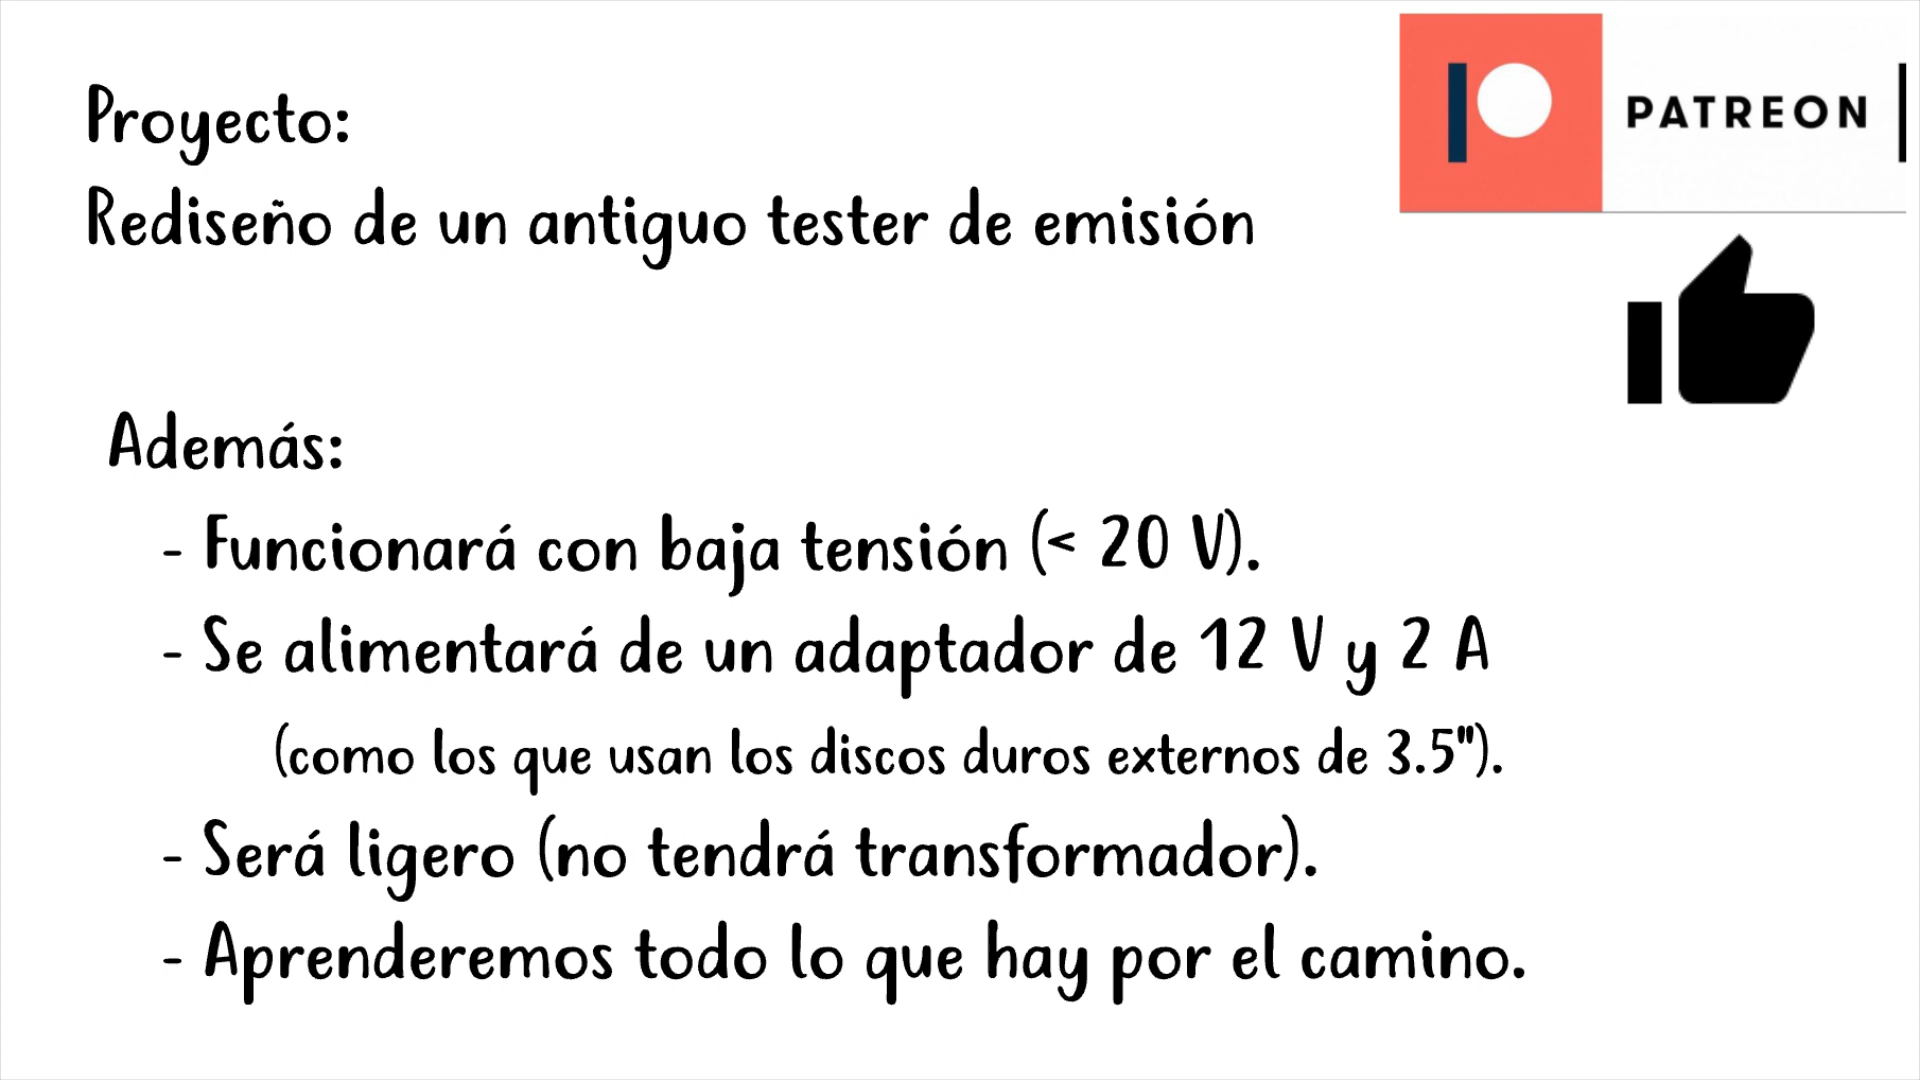 Proyecto:
Rediseño de un antiguo tester de emisión
PATREON
Además:
- Funcionará con baja tensión (< 20 V).
- Se alimentará de un adaptador de 12 V y 2 A
(como los que usan los discos duros externos de 3.5").
- Será ligero (no tendrá transformador).
- Aprenderemos todo lo que hay por el camino.